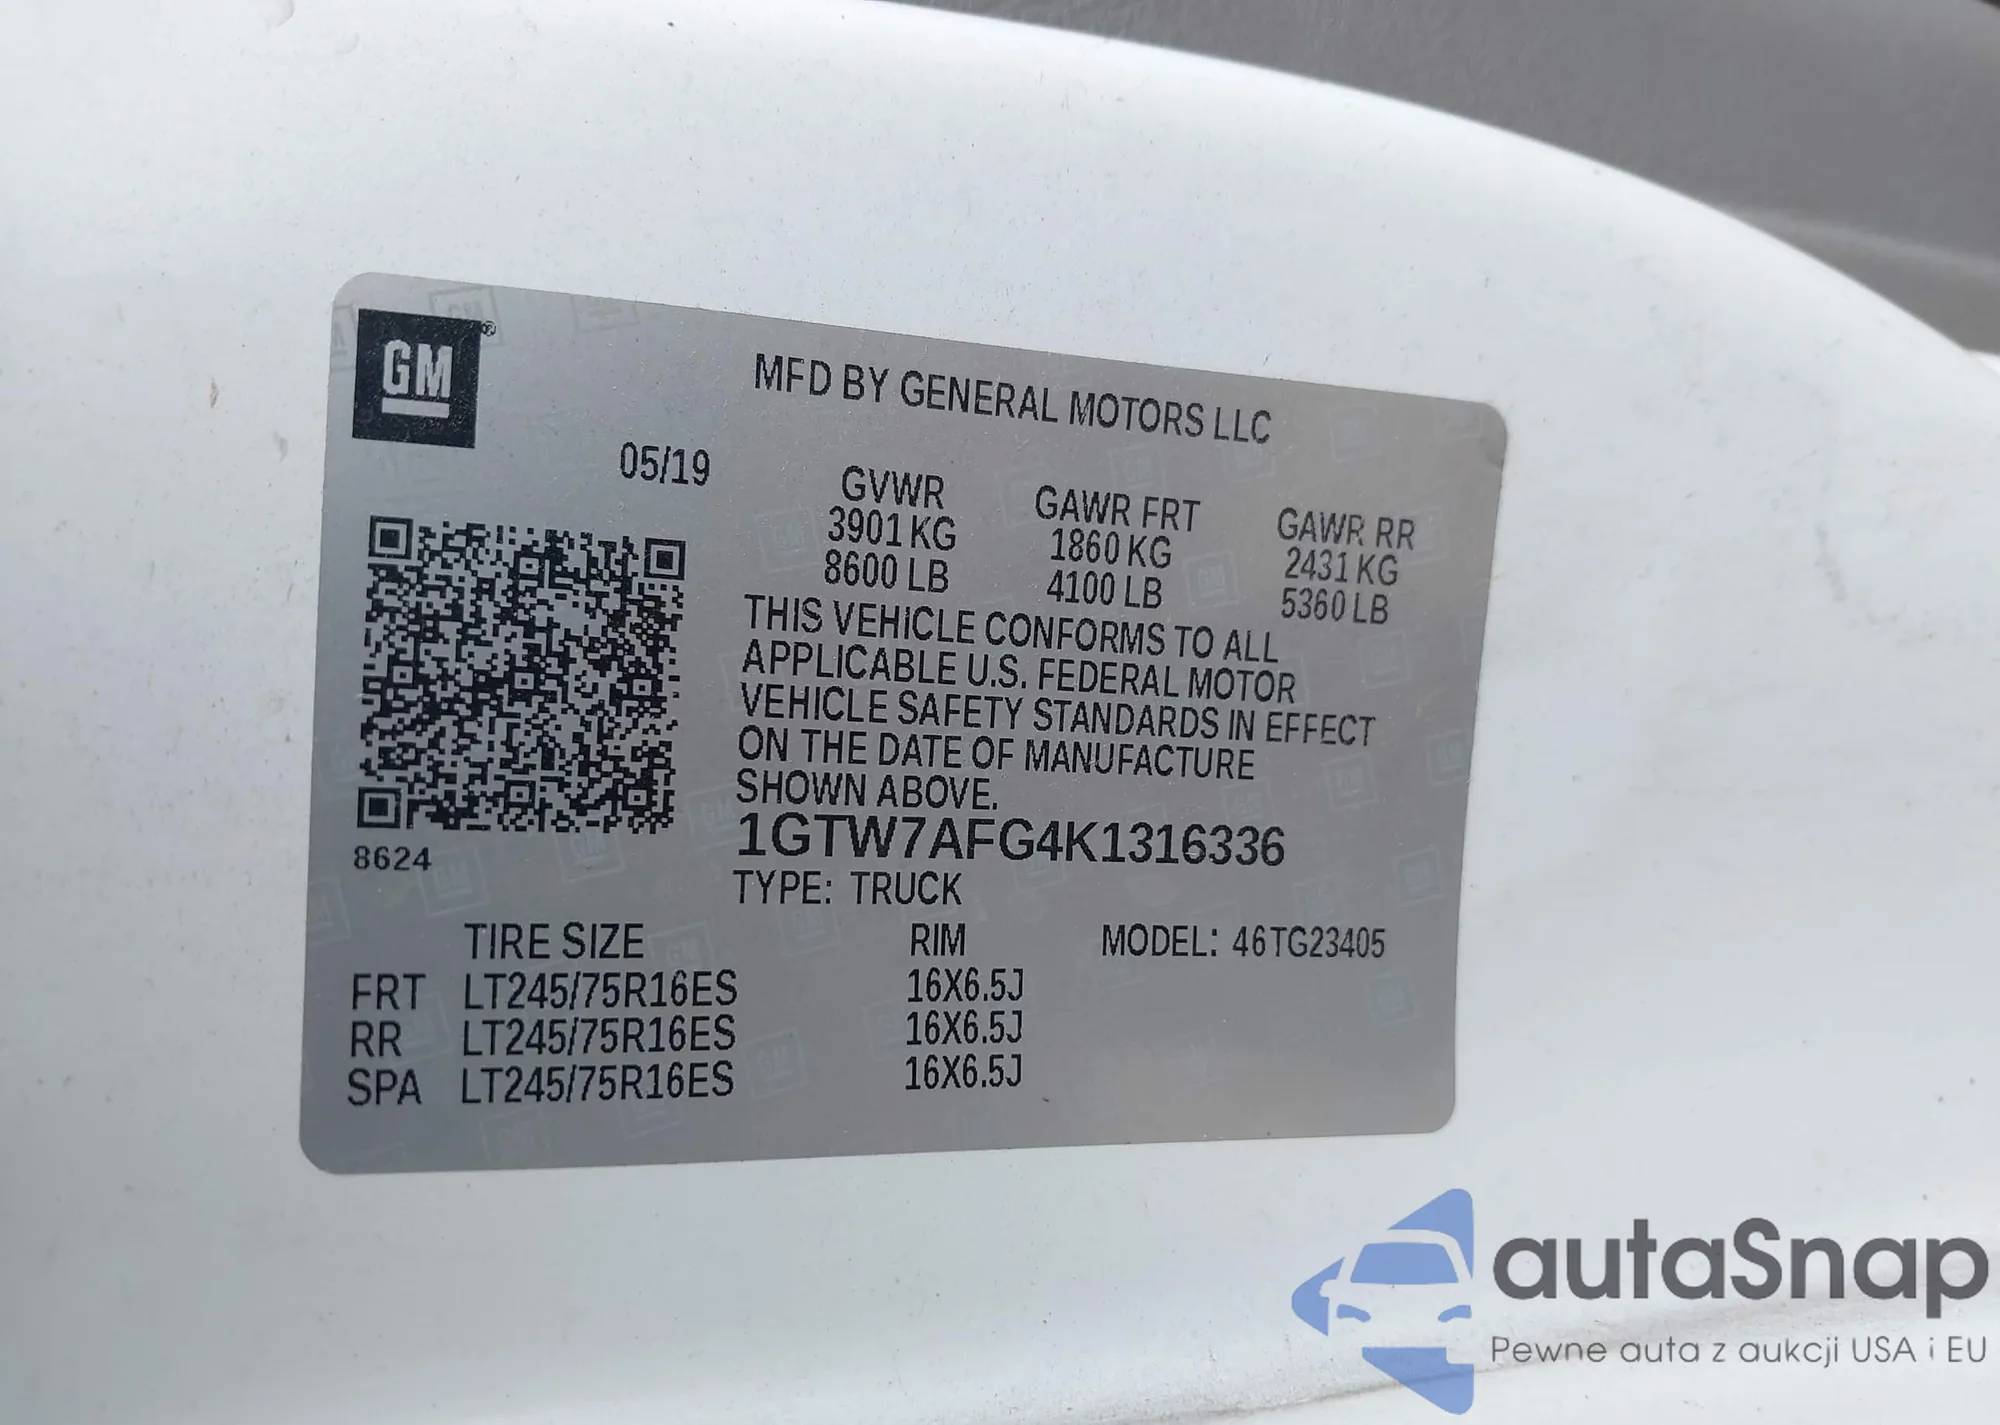 GM®
MFD BY GENERAL MOTORS LLC
05/19
GVWR GAWR FRT GAWR RR
3901 KG 1860 KG 2431 KG
8600 LB 4100 LB 5360 LB
THIS VEHICLE CONFORMS TO ALL
APPLICABLE U.S. FEDERAL MOTOR
VEHICLE SAFETY STANDARDS IN EFFECT
ON THE DATE OF MANUFACTURE
SHOWN ABOVE.
1GTW7AFG4K1316336
8624
TYPE: TRUCK
TIRE SIZE RIM MODEL: 46TG23405
FRT LT245/75R16ES 16X6.5J
RR LT245/75R16ES 16X6.5J
SPA LT245/75R16ES 16X6.5J
autaSnap
Pewne auta z aukcji USA i EU